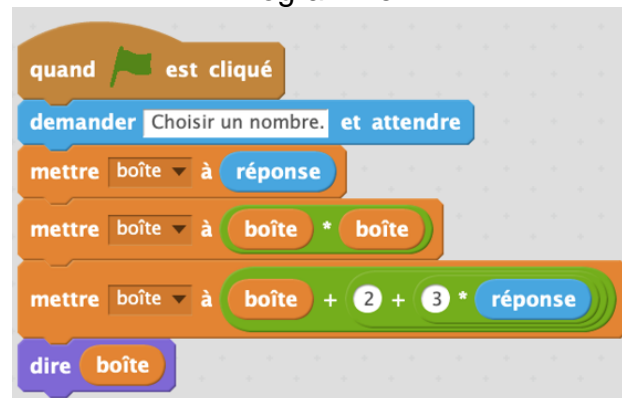 quand est cliqué
demander Choisir un nombre. et attendre
mettre boîte à réponse
mettre boîte à boîte * boîte
mettre boîte à boîte + 2 + 3 * réponse
dire boîte